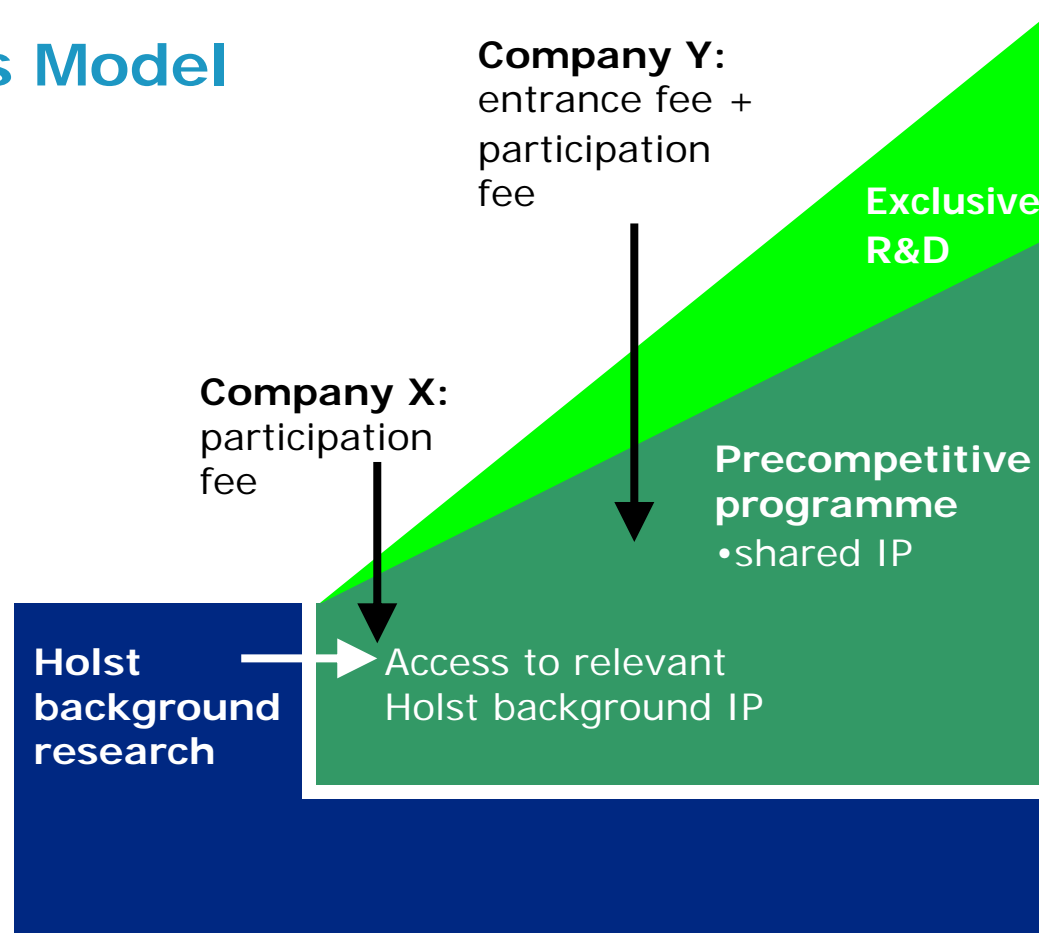 s Model
Company Y:
entrance fee +
participation
fee
Exclusive
R&D
Company X:
participation
fee
Precompetitive
programme
•shared IP
Holst
background
research
Access to relevant
Holst background IP